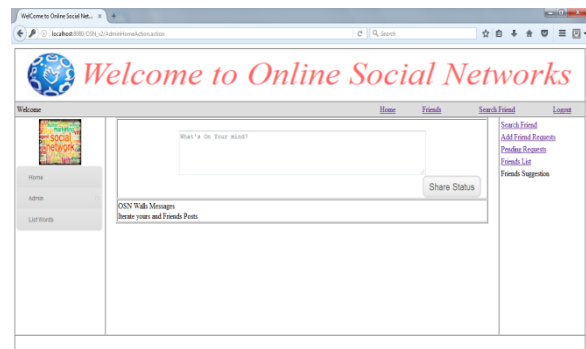 WelCome to Online Social Net...
localhost:8080/OSN_v2/AdminHomeAction.action
Search
Welcome to Online Social Networks
Welcome
Home
Friends
Search Friend
Logout
marketing
social
network
Home
Admin
List Words
What's On Your mind?
Share Status
OSN Walls Messages
Iterate yours and Friends Posts
Search Friend
Add Friend Requests
Pending Requests
Friends List
Friends Suggestion